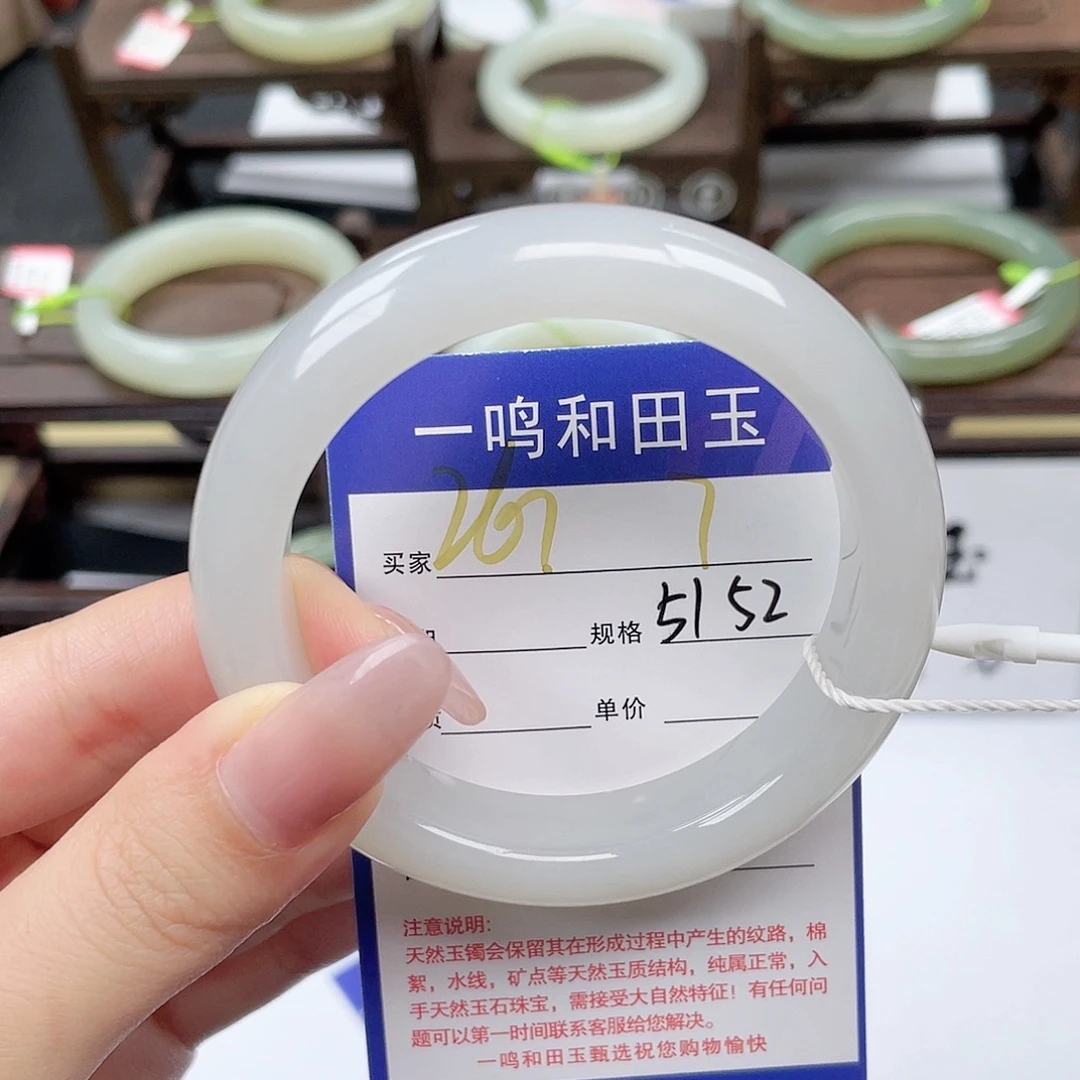 一鸣和田玉
买家 267 7
规格 51 52
单价
注意说明:
天然玉镯会保留其在形成过程中产生的纹路，棉
絮，水线，矿点等天然玉质结构，纯属正常，入
手天然玉石珠宝，需接受大自然特征！有任何问
题可以第一时间联系客服给您解决。
一鸣和田玉甄选祝您购物愉快